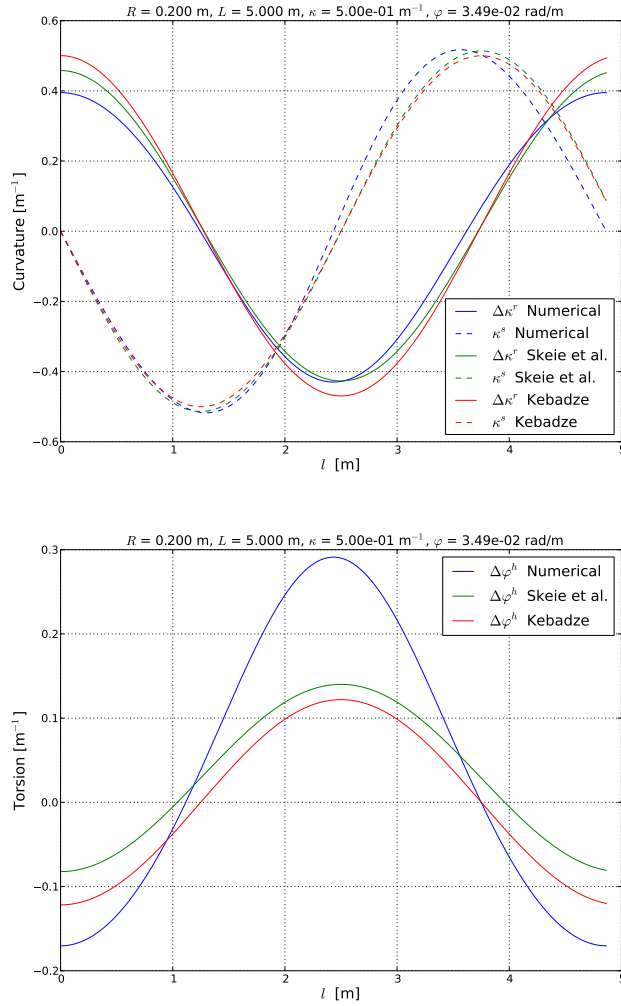 R = 0.200 m, L = 5.000 m, κ = 5.00e-01 m⁻¹, φ = 3.49e-02 rad/m
0.6
0.4
0.2
0.0
−0.2
−0.4
−0.6
Curvature [m⁻¹]
Δκʳ Numerical
κˢ Numerical
Δκʳ Skeie et al.
κˢ Skeie et al.
Δκʳ Kebadze
κˢ Kebadze
0 1 2 3 4 5
l [m]
R = 0.200 m, L = 5.000 m, κ = 5.00e-01 m⁻¹, φ = 3.49e-02 rad/m
0.3
0.2
0.1
0.0
−0.1
−0.2
Torsion [m⁻¹]
Δφʰ Numerical
Δφʰ Skeie et al.
Δφʰ Kebadze
0 1 2 3 4 5
l [m]